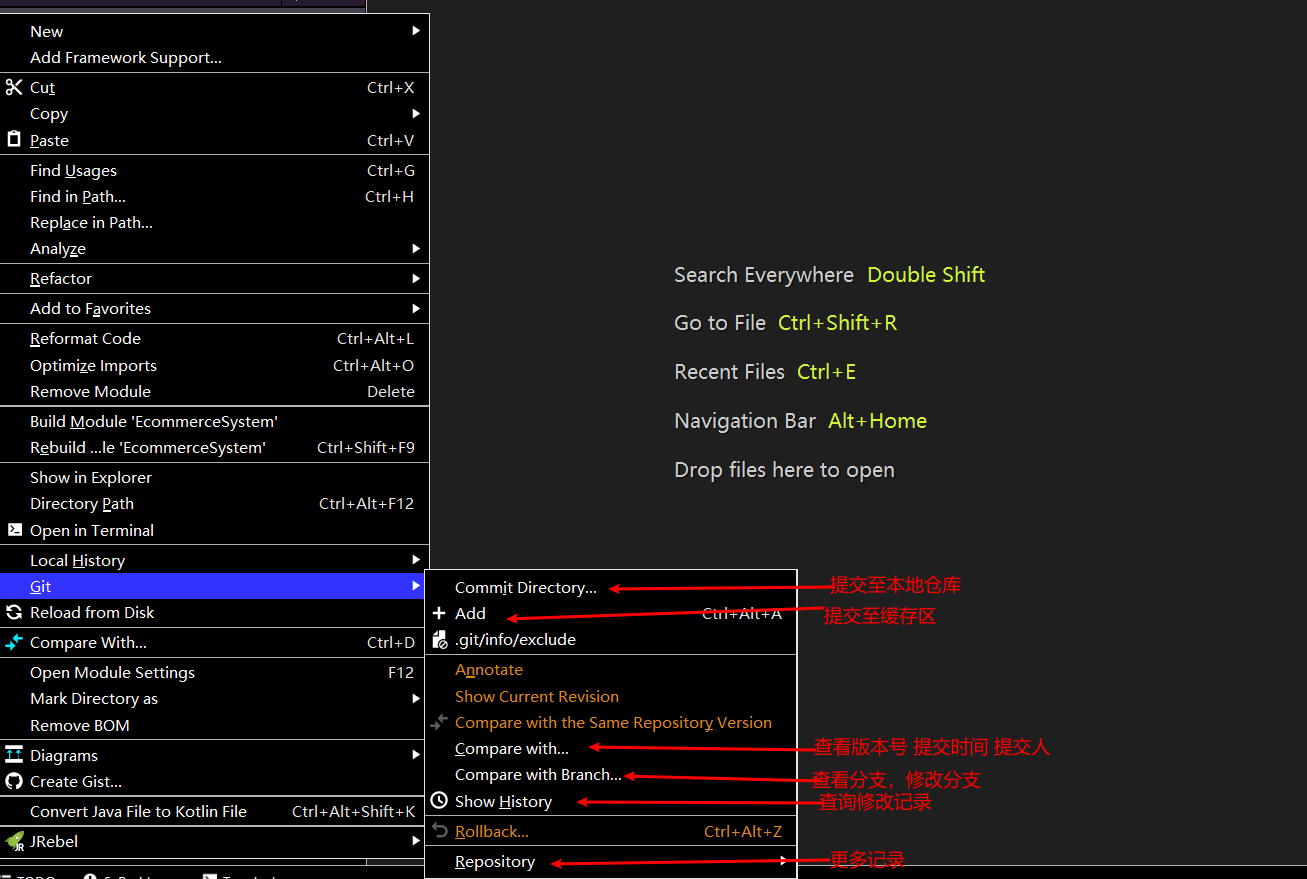 New
Add Framework Support...
Cut Ctrl+X
Copy
Paste Ctrl+V
Find Usages Ctrl+G
Find in Path... Ctrl+H
Replace in Path...
Analyze
Refactor
Add to Favorites
Reformat Code Ctrl+Alt+L
Optimize Imports Ctrl+Alt+O
Remove Module Delete
Build Module 'EcommerceSystem'
Rebuild ...le 'EcommerceSystem' Ctrl+Shift+F9
Show in Explorer
Directory Path Ctrl+Alt+F12
Open in Terminal
Local History
Git
Reload from Disk
Compare With... Ctrl+D
Open Module Settings F12
Mark Directory as
Remove BOM
Diagrams
Create Gist...
Convert Java File to Kotlin File Ctrl+Alt+Shift+K
JRebel
Search Everywhere Double Shift
Go to File Ctrl+Shift+R
Recent Files Ctrl+E
Navigation Bar Alt+Home
Drop files here to open
Commit Directory... 提交至本地仓库
Add Ctrl+Alt+A 提交至缓存区
.git/info/exclude
Annotate
Show Current Revision
Compare with the Same Repository Version
Compare with... 查看版本号 提交时间 提交人
Compare with Branch... 查看分支，修改分支
Show History 查询修改记录
Rollback... Ctrl+Alt+Z
Repository 更多记录